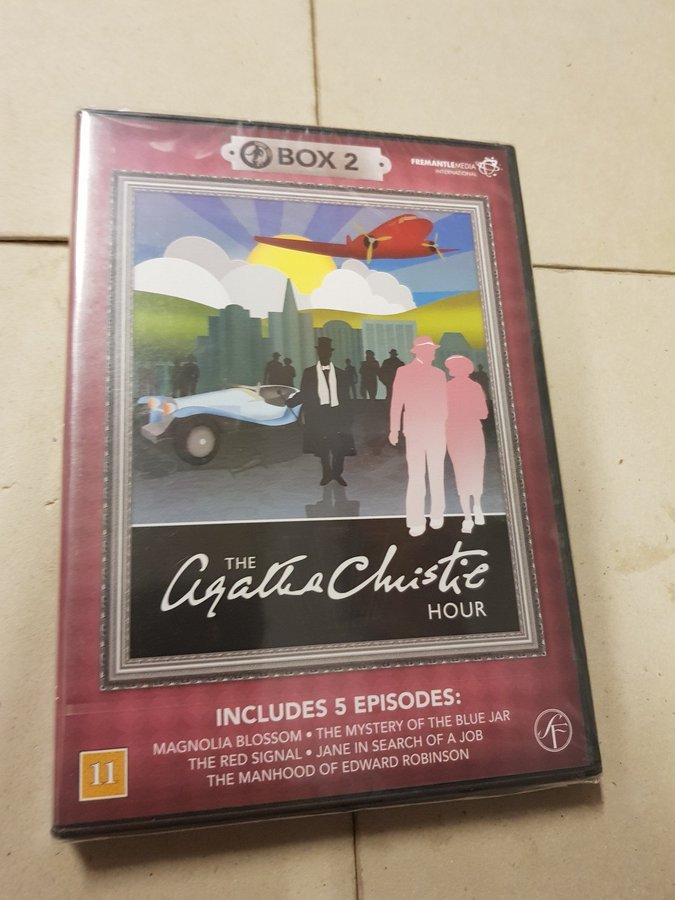 BOX 2
FREMANTLEMEDIA
INTERNATIONAL
THE
Agatha Christie
HOUR
INCLUDES 5 EPISODES:
MAGNOLIA BLOSSOM • THE MYSTERY OF THE BLUE JAR
THE RED SIGNAL • JANE IN SEARCH OF A JOB
THE MANHOOD OF EDWARD ROBINSON
11
SF